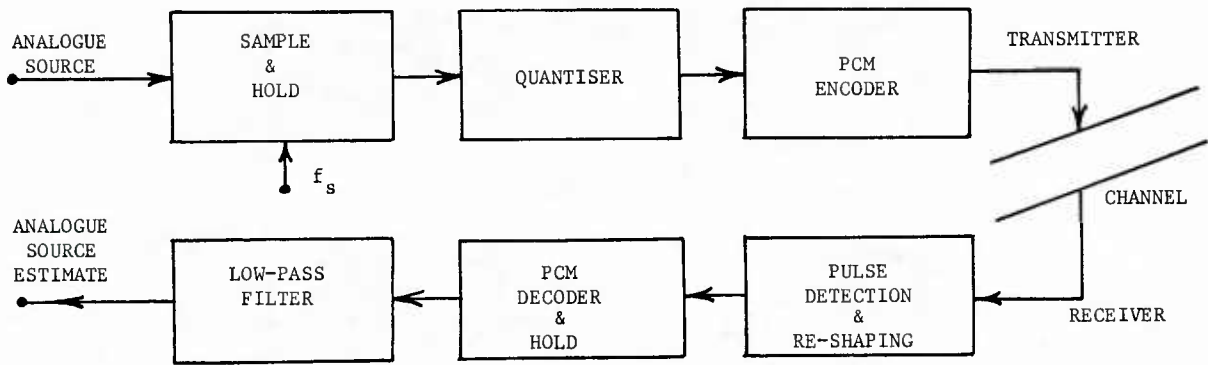 ANALOGUE
SOURCE
SAMPLE
&
HOLD
f_s
QUANTISER
PCM
ENCODER
TRANSMITTER
CHANNEL
RECEIVER
PULSE
DETECTION
&
RE-SHAPING
PCM
DECODER
&
HOLD
LOW-PASS
FILTER
ANALOGUE
SOURCE
ESTIMATE